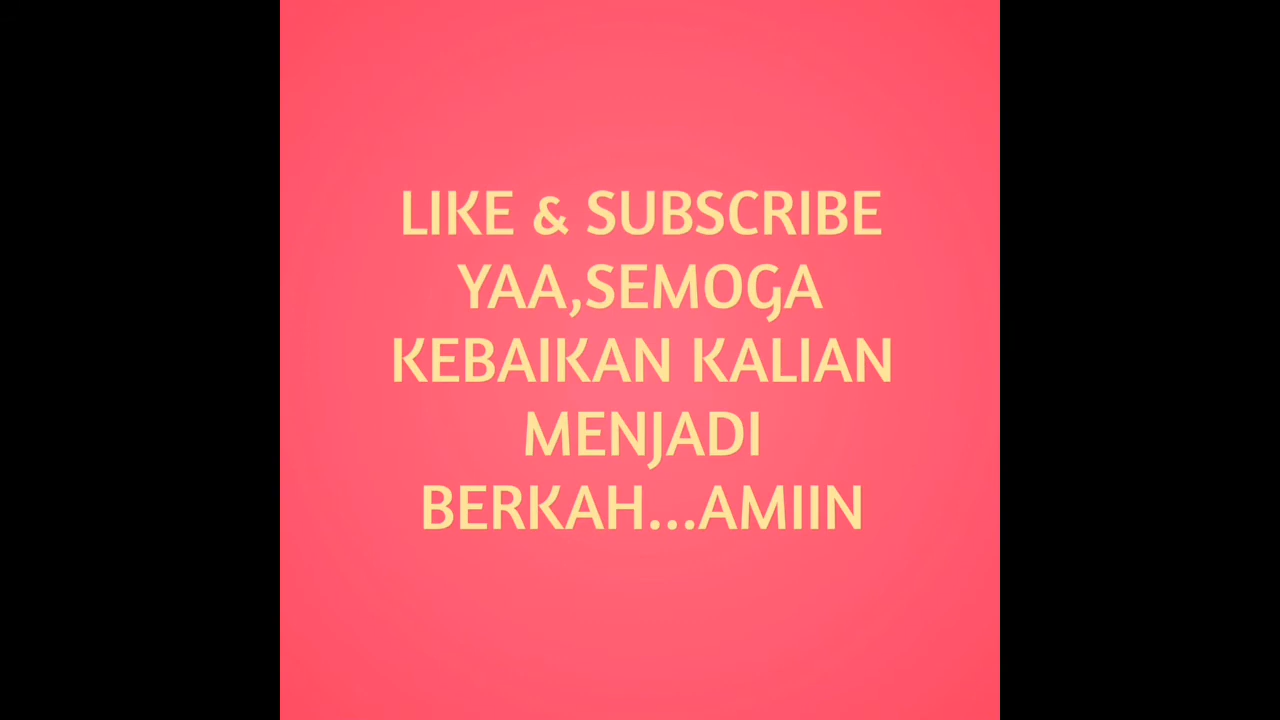 LIKE & SUBSCRIBE
YAA,SEMOGA
KEBAIKAN KALIAN
MENJADI
BERKAH...AMIIN